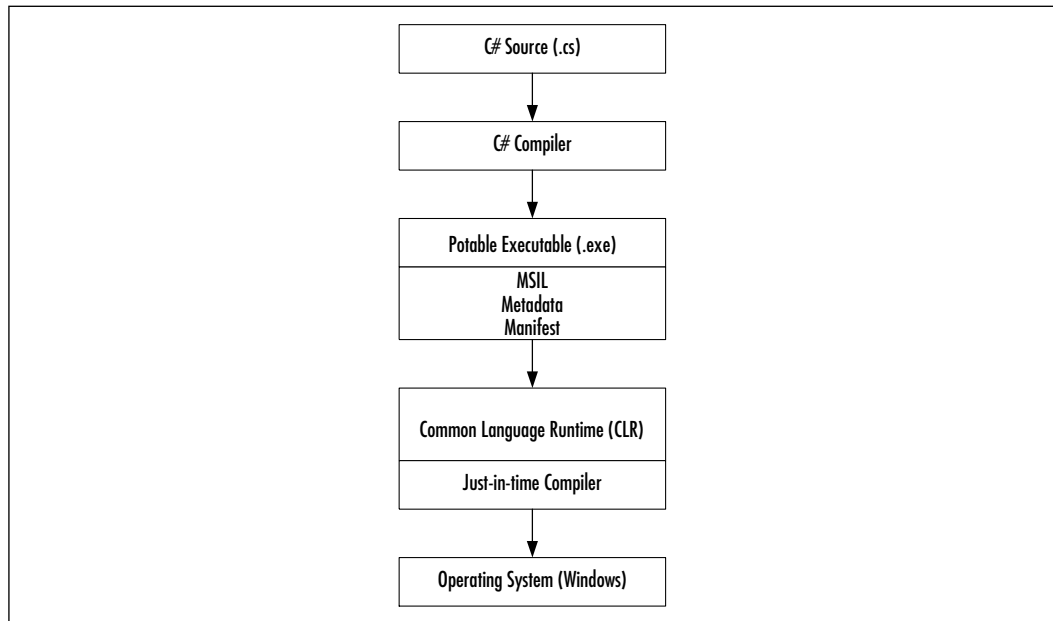 C# Source (.cs)
C# Compiler
Potable Executable (.exe)
MSIL
Metadata
Manifest
Common Language Runtime (CLR)
Just-in-time Compiler
Operating System (Windows)